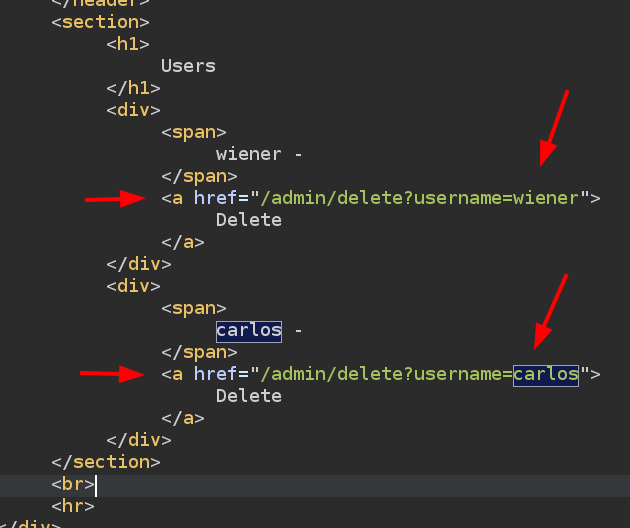 </header>
<section>
<h1>
Users
</h1>
<div>
<span>
wiener -
</span>
<a href="/admin/delete?username=wiener">
Delete
</a>
</div>
<div>
<span>
carlos -
</span>
<a href="/admin/delete?username=carlos">
Delete
</a>
</div>
</section>
<br>
<hr>
</div>